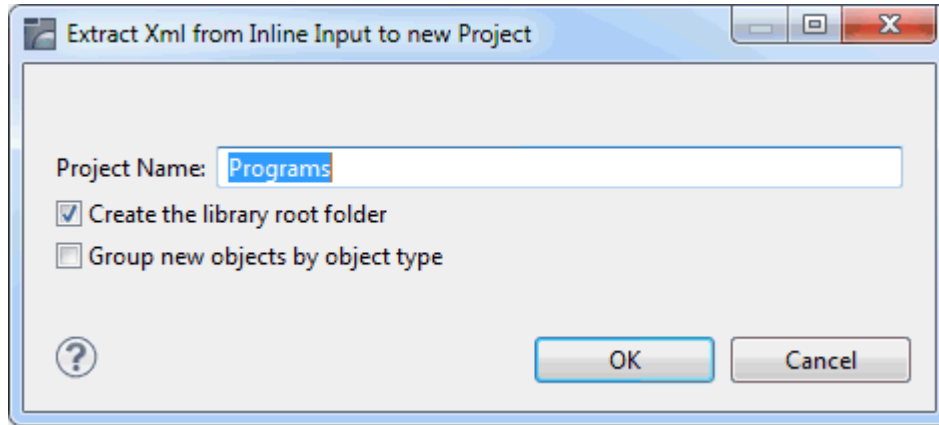 Extract Xml from Inline Input to new Project
Project Name: Programs
Create the library root folder
Group new objects by object type
? OK Cancel